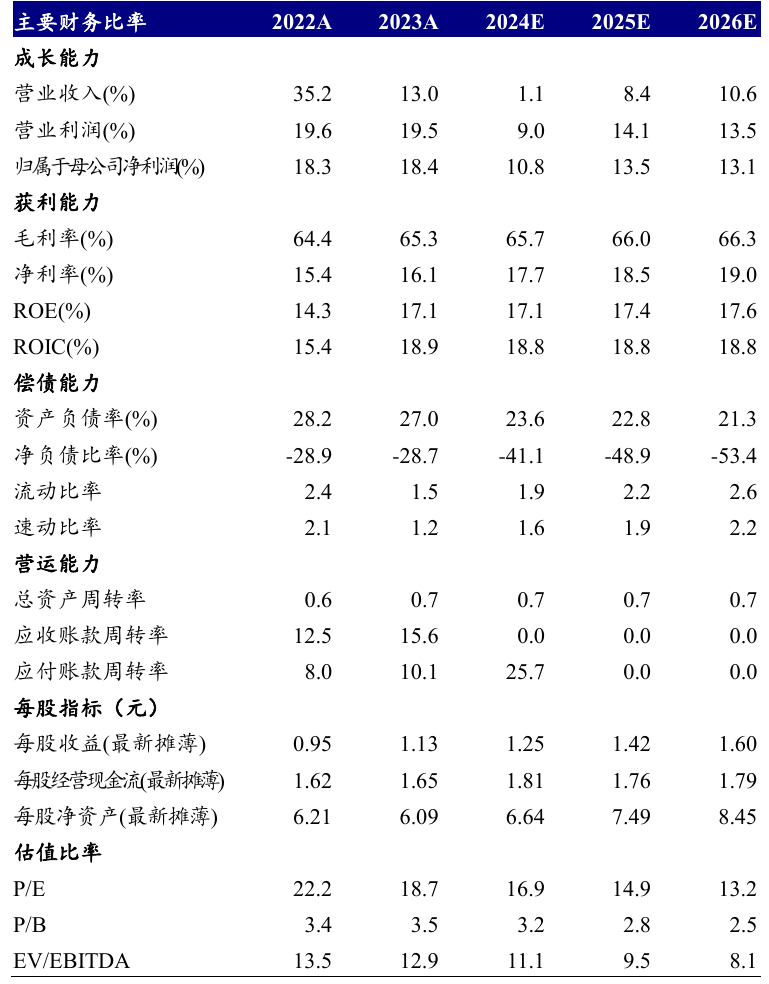 主要财务比率 2022A 2023A 2024E 2025E 2026E
成长能力
营业收入(%) 35.2 13.0 1.1 8.4 10.6
营业利润(%) 19.6 19.5 9.0 14.1 13.5
归属于母公司净利润(%) 18.3 18.4 10.8 13.5 13.1
获利能力
毛利率(%) 64.4 65.3 65.7 66.0 66.3
净利率(%) 15.4 16.1 17.7 18.5 19.0
ROE(%) 14.3 17.1 17.1 17.4 17.6
ROIC(%) 15.4 18.9 18.8 18.8 18.8
偿债能力
资产负债率(%) 28.2 27.0 23.6 22.8 21.3
净负债比率(%) -28.9 -28.7 -41.1 -48.9 -53.4
流动比率 2.4 1.5 1.9 2.2 2.6
速动比率 2.1 1.2 1.6 1.9 2.2
营运能力
总资产周转率 0.6 0.7 0.7 0.7 0.7
应收账款周转率 12.5 15.6 0.0 0.0 0.0
应付账款周转率 8.0 10.1 25.7 0.0 0.0
每股指标（元）
每股收益(最新摊薄) 0.95 1.13 1.25 1.42 1.60
每股经营现金流(最新摊薄) 1.62 1.65 1.81 1.76 1.79
每股净资产(最新摊薄) 6.21 6.09 6.64 7.49 8.45
估值比率
P/E 22.2 18.7 16.9 14.9 13.2
P/B 3.4 3.5 3.2 2.8 2.5
EV/EBITDA 13.5 12.9 11.1 9.5 8.1